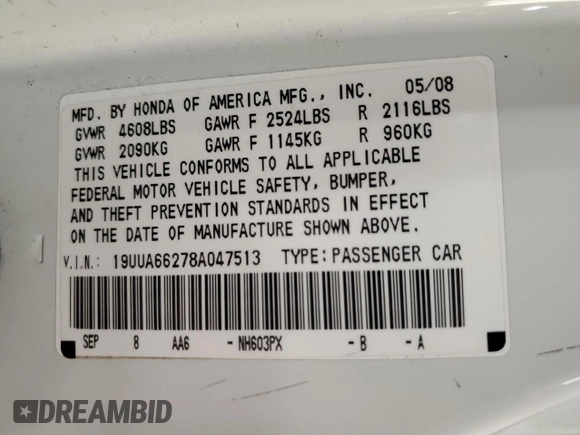 MFD. BY HONDA OF AMERICA MFG., INC. 05/08
GVWR 4608LBS GAWR F 2524LBS R 2116LBS
GVWR 2090KG GAWR F 1145KG R 960KG
THIS VEHICLE CONFORMS TO ALL APPLICABLE
FEDERAL MOTOR VEHICLE SAFETY, BUMPER,
AND THEFT PREVENTION STANDARDS IN EFFECT
ON THE DATE OF MANUFACTURE SHOWN ABOVE.
V.I.N.: 19UUA66278A047513 TYPE: PASSENGER CAR
SEP 8 AA6 -NH603PX -B -A
DREAMBID